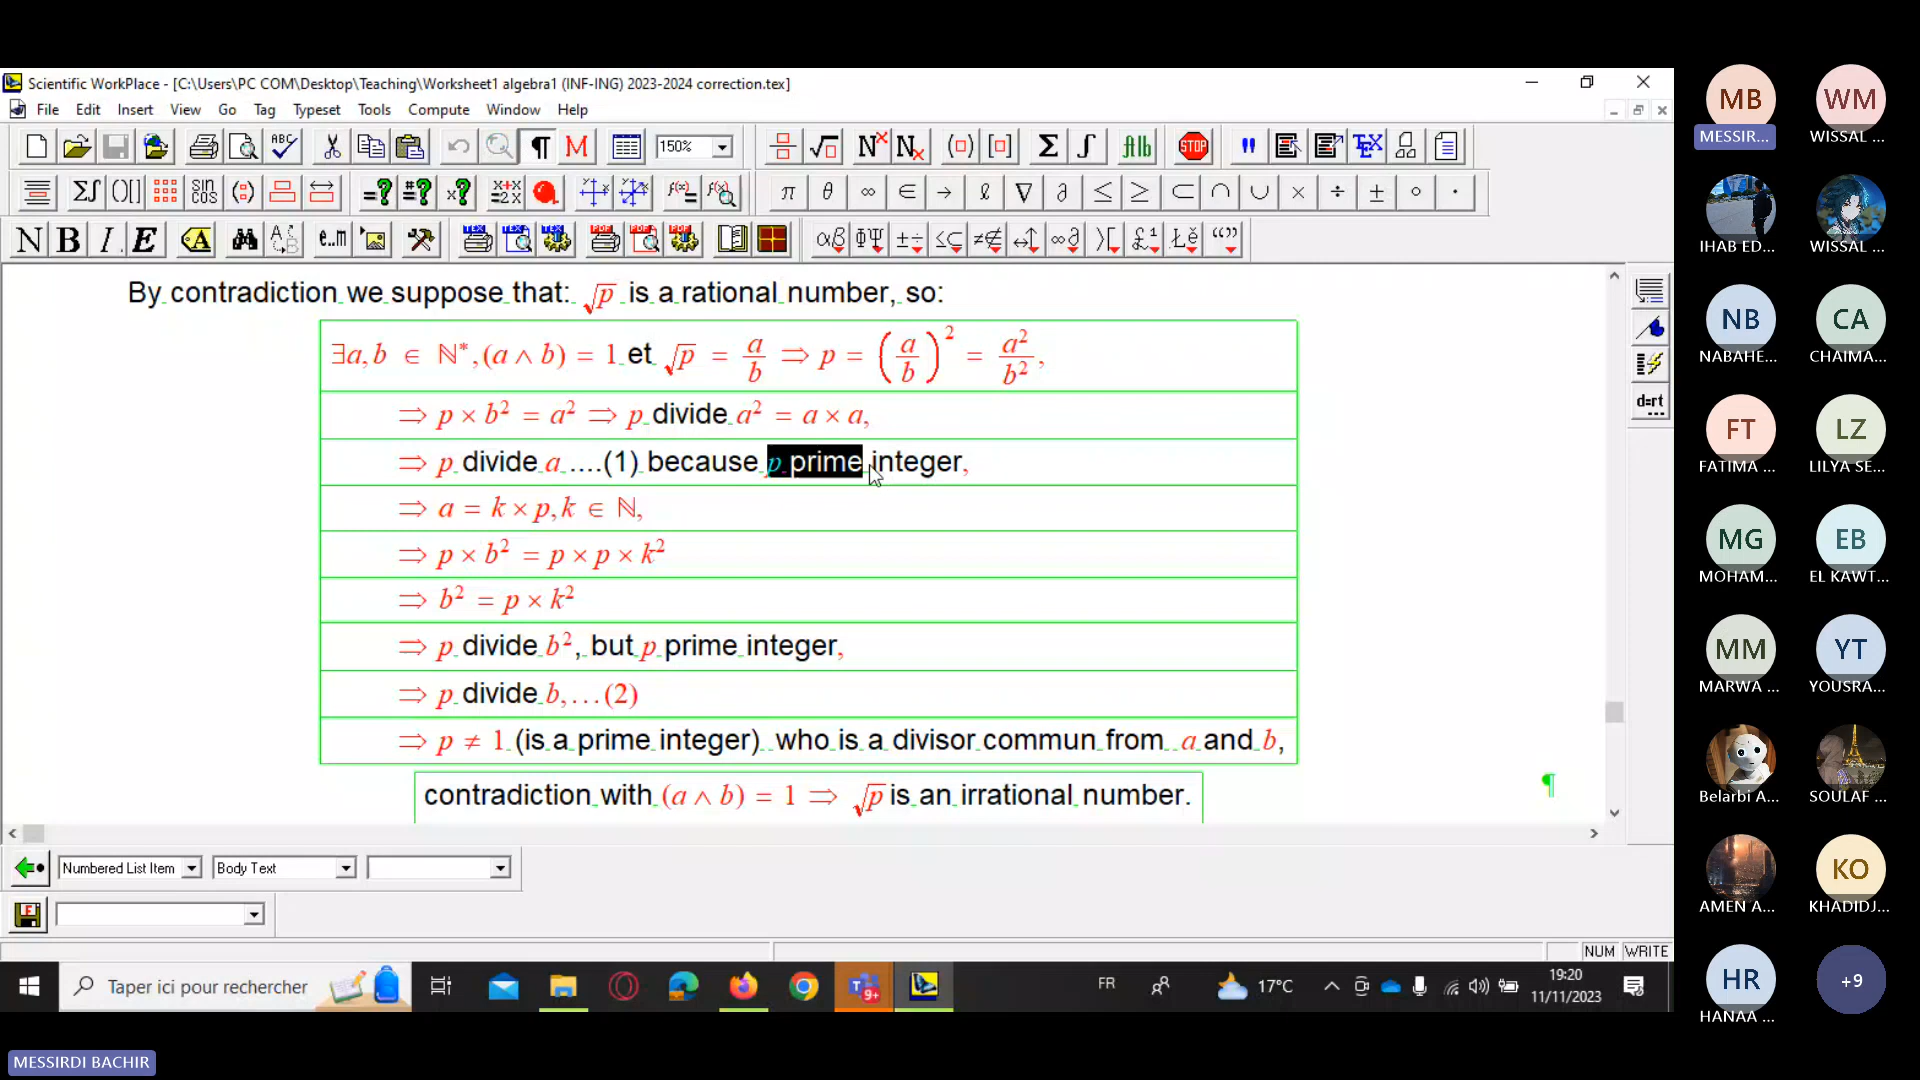 Scientific WorkPlace - [C:\Users\PC COM\Desktop\Teaching\Worksheet1 algebra1 (INF-ING) 2023-2024 correction.tex]
File Edit Insert View Go Tag Typeset Tools Compute Window Help
150%
By contradiction we suppose that: √p is a rational number, so:
∃a, b ∈ ℕ*, (a ∧ b) = 1 et √p = a/b ⟹ p = (a/b)² = a²/b²,
⟹ p × b² = a² ⟹ p divide a² = a × a,
⟹ p divide a ....(1) because p prime integer,
⟹ a = k × p, k ∈ ℕ,
⟹ p × b² = p × p × k²
⟹ b² = p × k²
⟹ p divide b², but p prime integer,
⟹ p divide b, ...(2)
⟹ p ≠ 1 (is a prime integer) who is a divisor commun from a and b,
contradiction with (a ∧ b) = 1 ⟹ √p is an irrational number.
Numbered List Item Body Text
NUM WRITE
Taper ici pour rechercher
9+
FR
17°C
19:20
11/11/2023
MESSIRDI BACHIR
MB WM
MESSIR... WISSAL ...
IHAB ED... WISSAL ...
NB CA
NABAHE... CHAIMA...
FT LZ
FATIMA ... LILYA SE...
MG EB
MOHAM... EL KAWT...
MM YT
MARWA ... YOUSRA...
Belarbi A... SOULAF ...
KO
AMEN A... KHADIDJ...
HR +9
HANAA ...